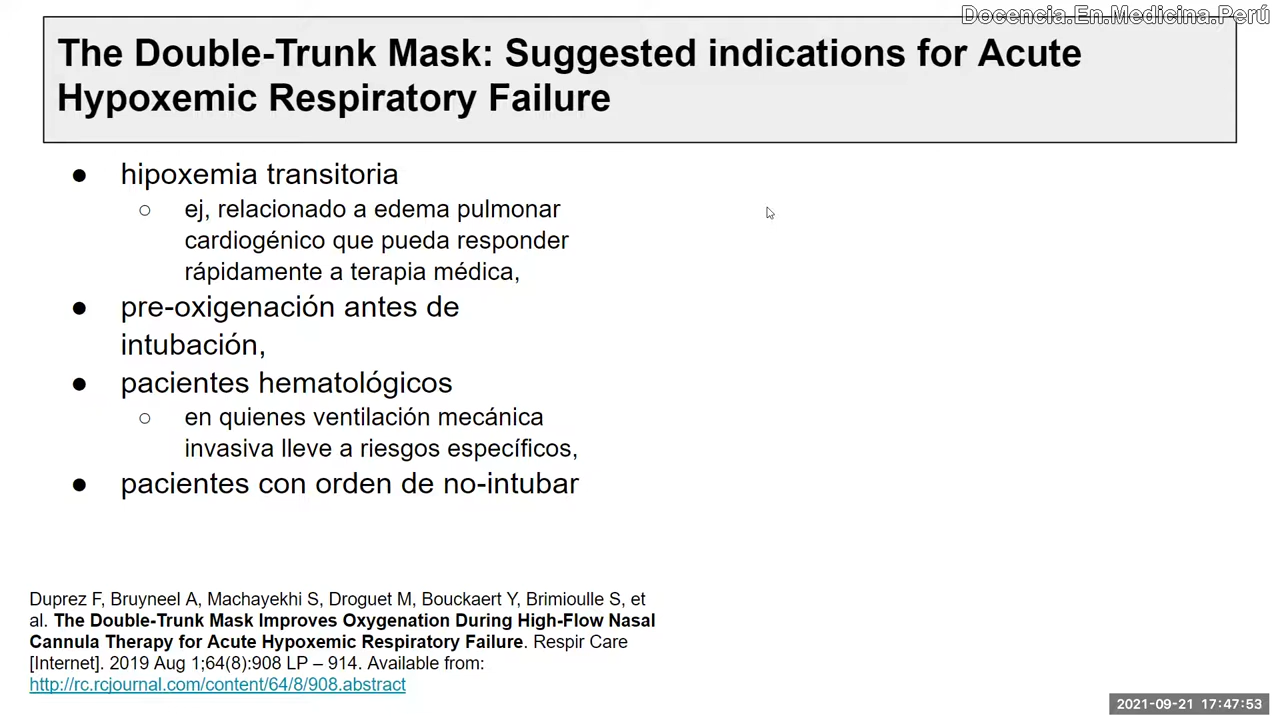 Docencia.En.Medicina.Perú
The Double-Trunk Mask: Suggested indications for Acute
Hypoxemic Respiratory Failure
● hipoxemia transitoria
○ ej, relacionado a edema pulmonar
cardiogénico que pueda responder
rápidamente a terapia médica,
● pre-oxigenación antes de
intubación,
● pacientes hematológicos
○ en quienes ventilación mecánica
invasiva lleve a riesgos específicos,
● pacientes con orden de no-intubar
Duprez F, Bruyneel A, Machayekhi S, Droguet M, Bouckaert Y, Brimioulle S, et
al. The Double-Trunk Mask Improves Oxygenation During High-Flow Nasal
Cannula Therapy for Acute Hypoxemic Respiratory Failure. Respir Care
[Internet]. 2019 Aug 1;64(8):908 LP – 914. Available from:
http://rc.rcjournal.com/content/64/8/908.abstract
2021-09-21 17:47:53